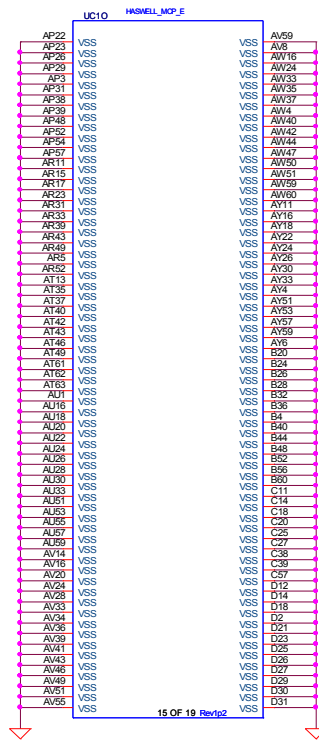 UC1O HASWELL_MCP_E
AP22 VSS VSS AV59
AP23 VSS VSS AV8
AP26 VSS VSS AW16
AP29 VSS VSS AW24
AP3 VSS VSS AW33
AP31 VSS VSS AW35
AP38 VSS VSS AW37
AP39 VSS VSS AW4
AP48 VSS VSS AW40
AP52 VSS VSS AW42
AP54 VSS VSS AW44
AP57 VSS VSS AW47
AR11 VSS VSS AW50
AR15 VSS VSS AW51
AR17 VSS VSS AW59
AR23 VSS VSS AW60
AR31 VSS VSS AY11
AR33 VSS VSS AY16
AR39 VSS VSS AY18
AR43 VSS VSS AY22
AR49 VSS VSS AY24
AR5 VSS VSS AY26
AR52 VSS VSS AY30
AT13 VSS VSS AY33
AT35 VSS VSS AY4
AT37 VSS VSS AY51
AT40 VSS VSS AY53
AT42 VSS VSS AY57
AT43 VSS VSS AY59
AT46 VSS VSS AY6
AT49 VSS VSS B20
AT61 VSS VSS B24
AT62 VSS VSS B26
AT63 VSS VSS B28
AU1 VSS VSS B32
AU16 VSS VSS B36
AU18 VSS VSS B4
AU20 VSS VSS B40
AU22 VSS VSS B44
AU24 VSS VSS B48
AU26 VSS VSS B52
AU28 VSS VSS B56
AU30 VSS VSS B60
AU33 VSS VSS C11
AU51 VSS VSS C14
AU53 VSS VSS C18
AU55 VSS VSS C20
AU57 VSS VSS C25
AU59 VSS VSS C27
AV14 VSS VSS C38
AV16 VSS VSS C39
AV20 VSS VSS C57
AV24 VSS VSS D12
AV28 VSS VSS D14
AV33 VSS VSS D18
AV34 VSS VSS D2
AV36 VSS VSS D21
AV39 VSS VSS D23
AV41 VSS VSS D25
AV43 VSS VSS D26
AV46 VSS VSS D27
AV49 VSS VSS D29
AV51 VSS VSS D30
AV55 VSS VSS D31
15 OF 19 Rev1p2